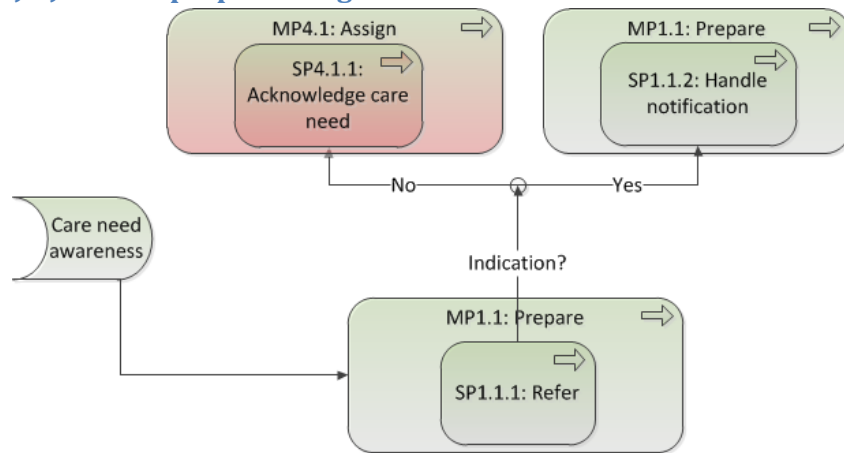 MP4.1: Assign
SP4.1.1:
Acknowledge care
need
MP1.1: Prepare
SP1.1.2: Handle
notification
No
Yes
Care need
awareness
Indication?
MP1.1: Prepare
SP1.1.1: Refer